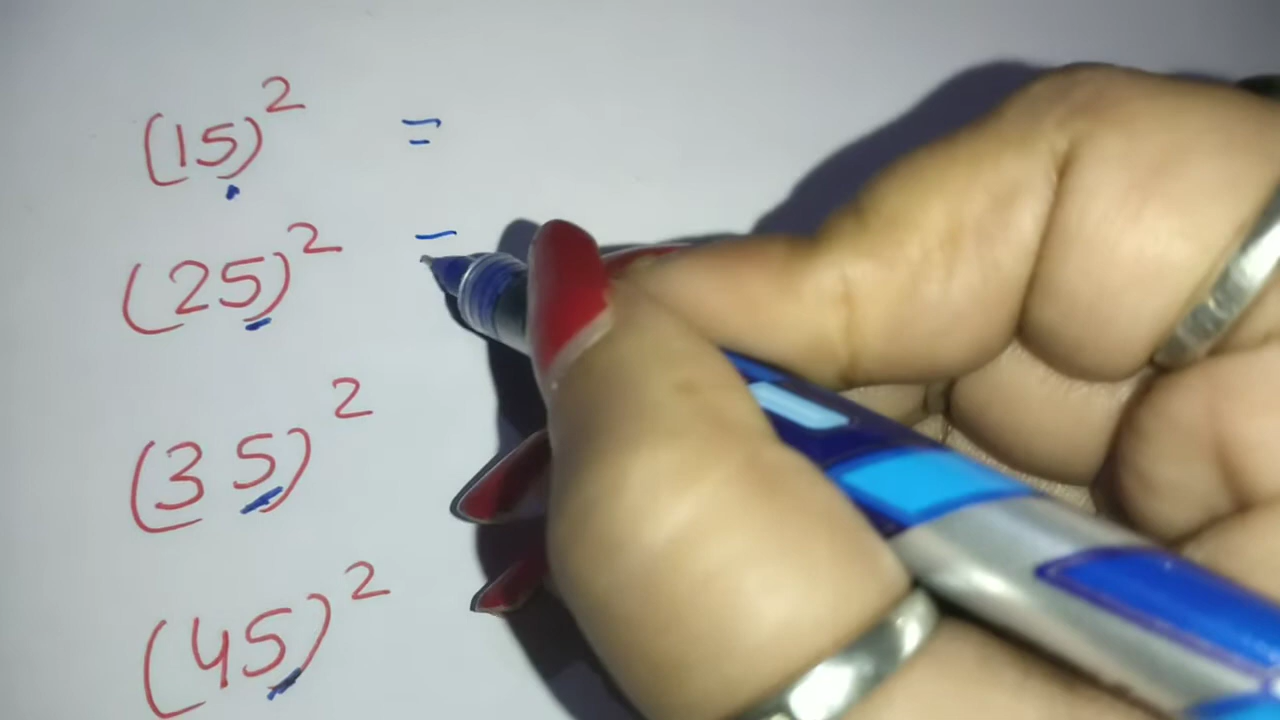 (15)² =
(25)² -
(35)²
(45)²